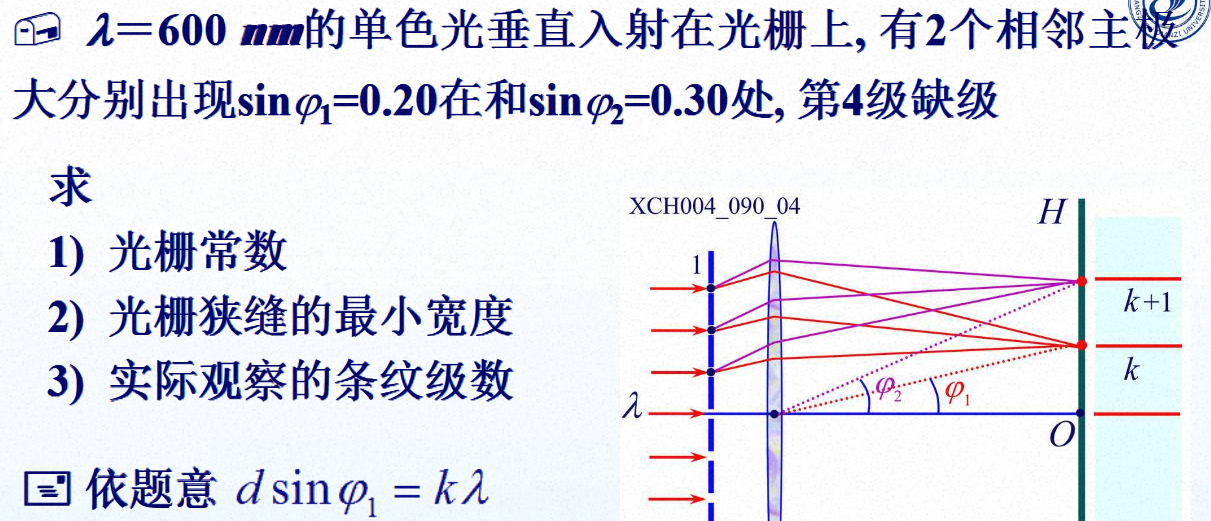 λ=600 nm的单色光垂直入射在光栅上, 有2个相邻主极
大分别出现sinφ₁=0.20在和sinφ₂=0.30处, 第4级缺级
求
1) 光栅常数
2) 光栅狭缝的最小宽度
3) 实际观察的条纹级数
XCH004_090_04
H
1
k+1
k
φ₂
φ₁
λ
O
依题意 d sinφ₁ = kλ